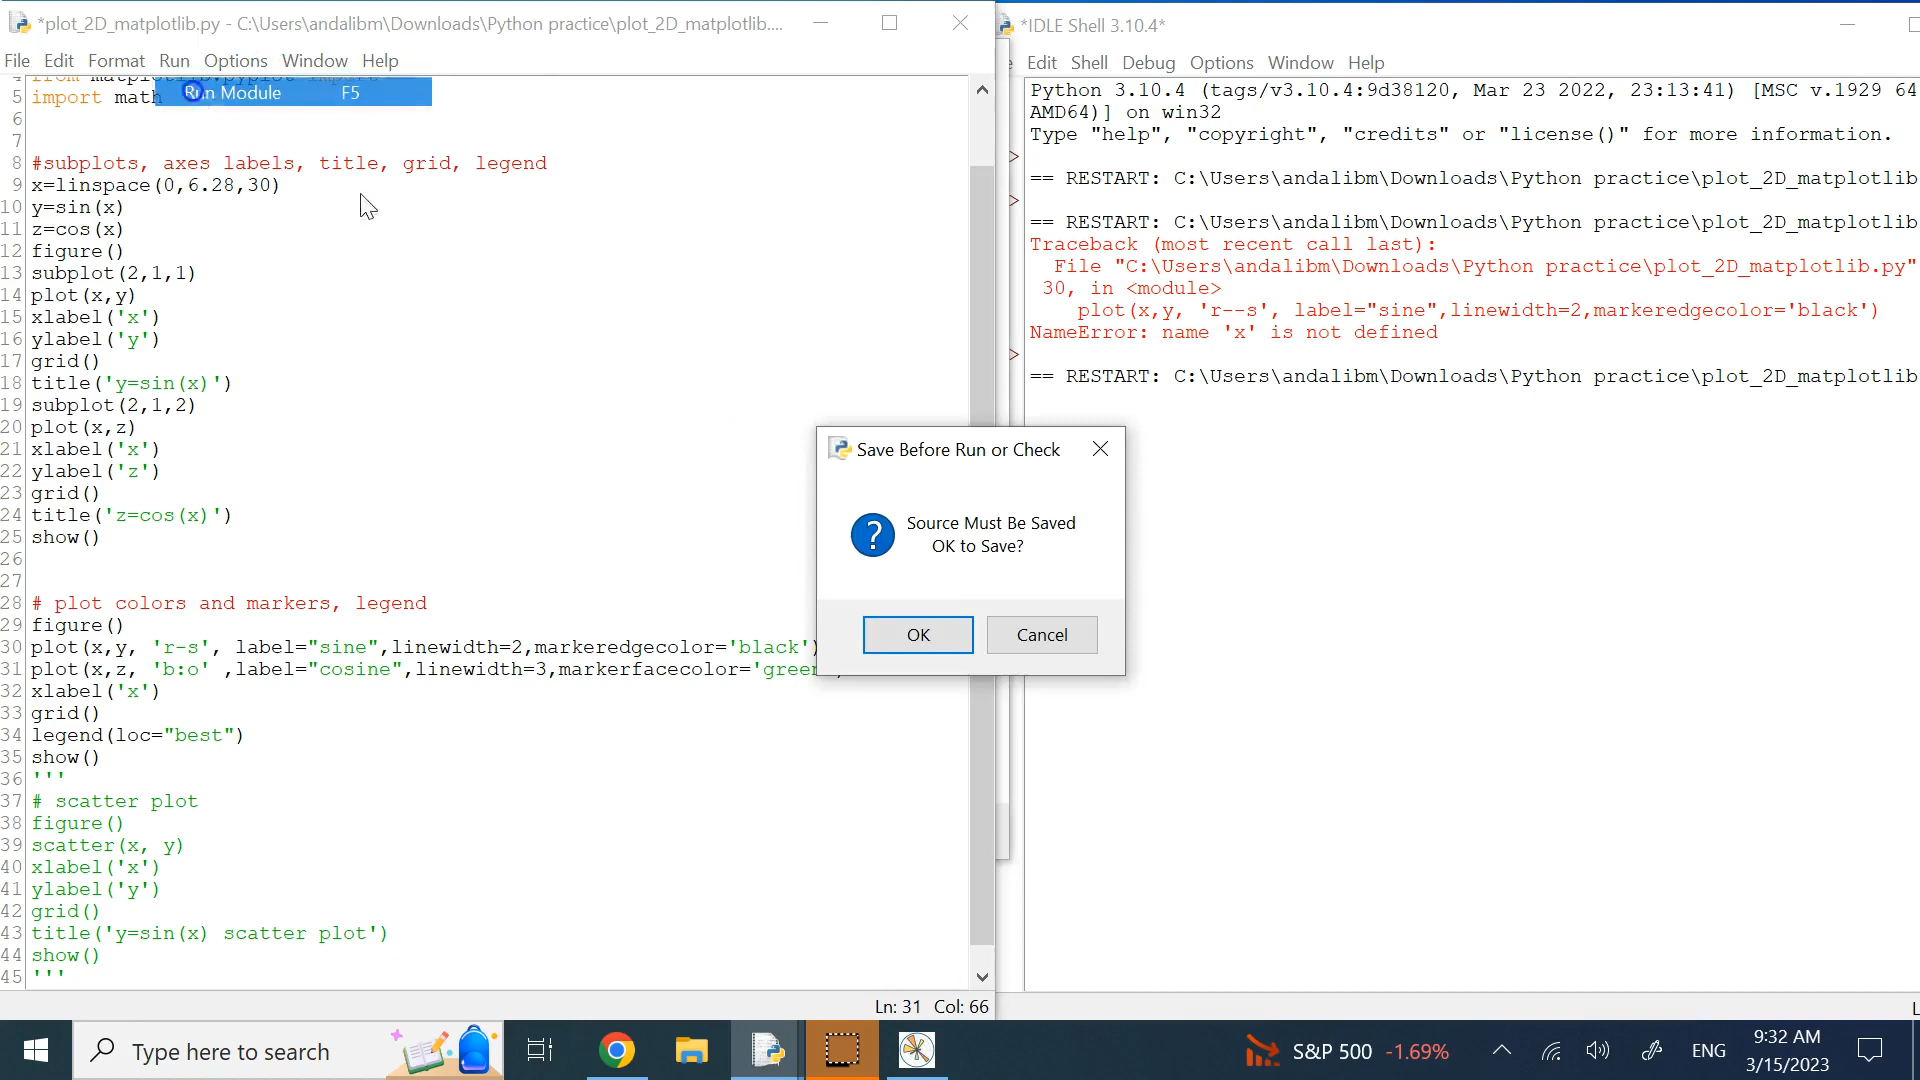 *plot_2D_matplotlib.py - C:\Users\andalibm\Downloads\Python practice\plot_2D_matplotlib....
File Edit Format Run Options Window Help
Run Module F5
5 import math
6
7
8 #subplots, axes labels, title, grid, legend
9 x=linspace(0,6.28,30)
10 y=sin(x)
11 z=cos(x)
12 figure()
13 subplot(2,1,1)
14 plot(x,y)
15 xlabel('x')
16 ylabel('y')
17 grid()
18 title('y=sin(x)')
19 subplot(2,1,2)
20 plot(x,z)
21 xlabel('x')
22 ylabel('z')
23 grid()
24 title('z=cos(x)')
25 show()
26
27
28 # plot colors and markers, legend
29 figure()
30 plot(x,y, 'r-s', label="sine",linewidth=2,markeredgecolor='black')
31 plot(x,z, 'b:o' ,label="cosine",linewidth=3,markerfacecolor='green
32 xlabel('x')
33 grid()
34 legend(loc="best")
35 show()
36 '''
37 # scatter plot
38 figure()
39 scatter(x, y)
40 xlabel('x')
41 ylabel('y')
42 grid()
43 title('y=sin(x) scatter plot')
44 show()
45 '''
Ln: 31 Col: 66
*IDLE Shell 3.10.4*
Edit Shell Debug Options Window Help
Python 3.10.4 (tags/v3.10.4:9d38120, Mar 23 2022, 23:13:41) [MSC v.1929 64
AMD64)] on win32
Type "help", "copyright", "credits" or "license()" for more information.
>
== RESTART: C:\Users\andalibm\Downloads\Python practice\plot_2D_matplotlib
>
== RESTART: C:\Users\andalibm\Downloads\Python practice\plot_2D_matplotlib
Traceback (most recent call last):
File "C:\Users\andalibm\Downloads\Python practice\plot_2D_matplotlib.py"
30, in <module>
plot(x,y, 'r--s', label="sine",linewidth=2,markeredgecolor='black')
NameError: name 'x' is not defined
>
== RESTART: C:\Users\andalibm\Downloads\Python practice\plot_2D_matplotlib
Save Before Run or Check
Source Must Be Saved
OK to Save?
OK Cancel
Type here to search
S&P 500 -1.69%
ENG
9:32 AM
3/15/2023